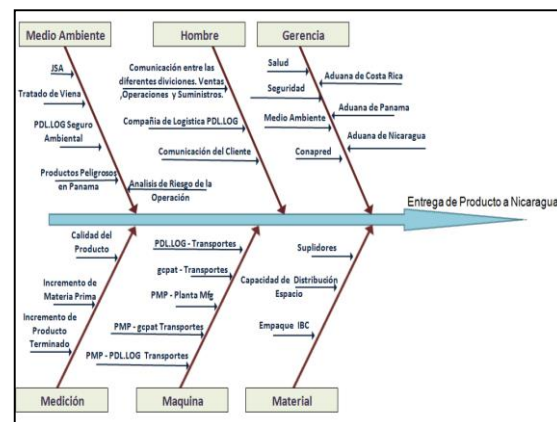 Medio Ambiente
Hombre
Gerencia
JSA
Tratado de Viena
PDL.LOG Seguro
Ambiental
Productos Peligrosos
en Panama
Analisis de Riesgo de la
Operación
Comunicación entre las
diferentes diviciones. Ventas
,Operaciones y Suministros.
Compañia de Logistica PDL.LOG
Comunicación del Cliente
Salud
Seguridad
Medio Ambiente
Conapred
Aduana de Costa Rica
Aduana de Panama
Aduana de Nicaragua
Entrega de Producto a Nicaragua
Calidad del
Producto
Incremento de
Materia Prima
Incremento de
Producto
Terminado
PDL.LOG - Transportes
gcpat - Transportes
PMP - Planta Mfg
PMP - gcpat Transportes
PMP - PDL.LOG Transportes
Suplidores
Capacidad de Distribución
Espacio
Empaque IBC
Medición
Maquina
Material